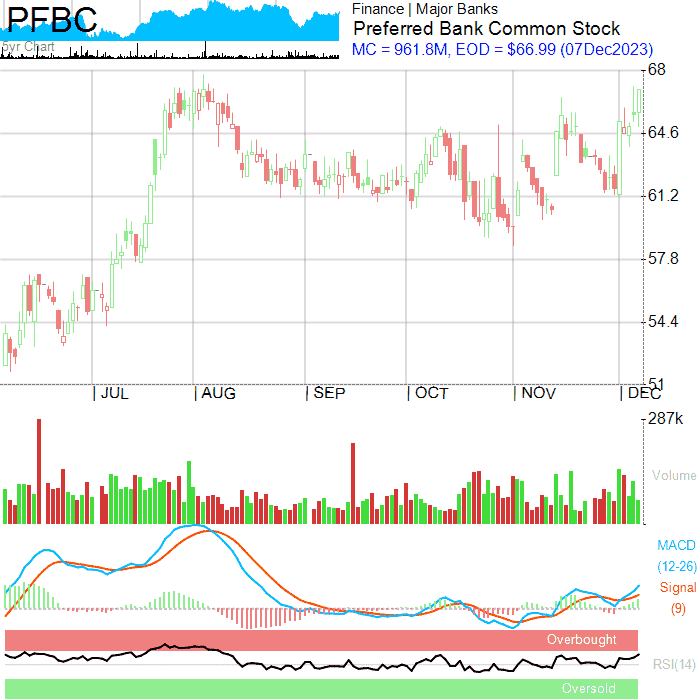 PFBC
5yr Chart
Finance | Major Banks
Preferred Bank Common Stock
MC = 961.8M, EOD = $66.99 (07Dec2023)
68
64.6
61.2
57.8
54.4
51
| JUL | AUG | SEP | OCT | NOV | DEC
287k
Volume
MACD
(12-26)
Signal
(9)
Overbought
RSI(14)
Oversold